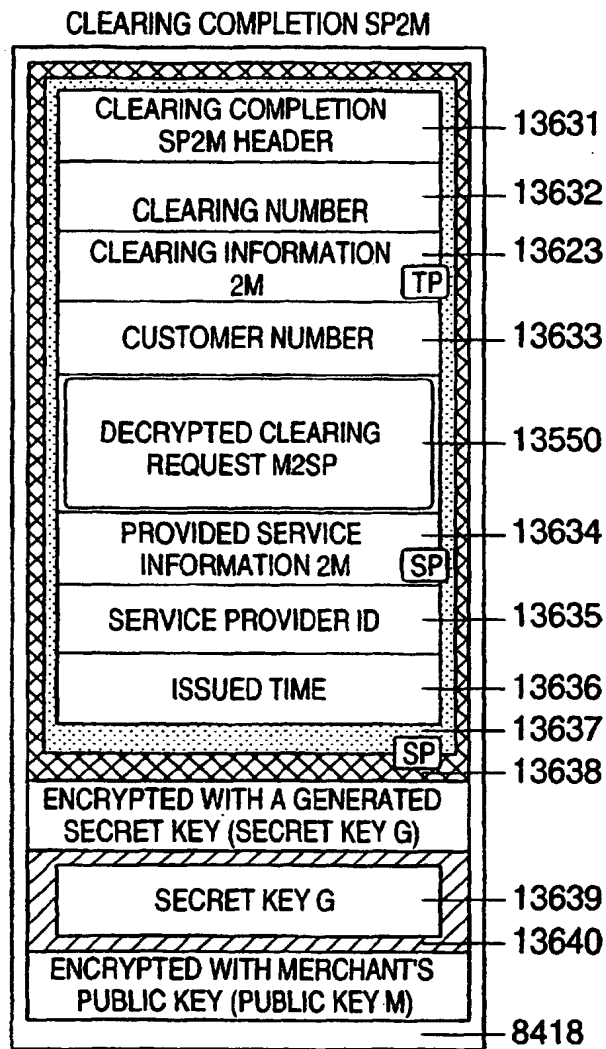 CLEARING COMPLETION SP2M
CLEARING COMPLETION
SP2M HEADER
13631
CLEARING NUMBER
13632
CLEARING INFORMATION
2M
TP
13623
CUSTOMER NUMBER
13633
DECRYPTED CLEARING
REQUEST M2SP
13550
PROVIDED SERVICE
INFORMATION 2M
SP
13634
SERVICE PROVIDER ID
13635
ISSUED TIME
13636
13637
SP
13638
ENCRYPTED WITH A GENERATED
SECRET KEY (SECRET KEY G)
SECRET KEY G
13639
13640
ENCRYPTED WITH MERCHANT'S
PUBLIC KEY (PUBLIC KEY M)
8418